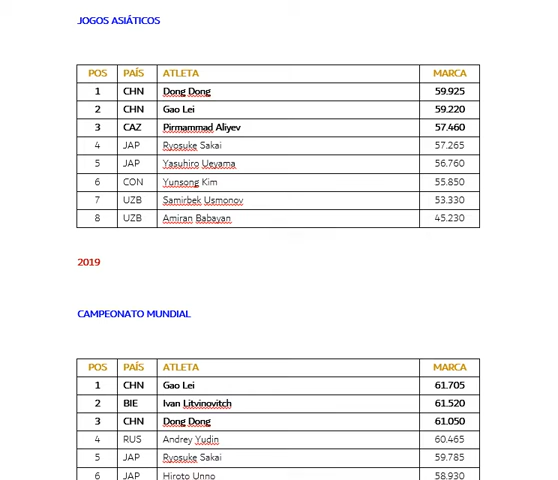 JOGOS ASIÁTICOS
POS PAÍS ATLETA MARCA
1 CHN Dong Dong 59.925
2 CHN Gao Lei 59.220
3 CAZ Pirmammad Aliyev 57.460
4 JAP Ryosuke Sakai 57.265
5 JAP Yasuhiro Ueyama 56.760
6 CON Yunsong Kim 55.850
7 UZB Samirbek Usmonov 53.330
8 UZB Amiran Babayan 45.230
2019
CAMPEONATO MUNDIAL
POS PAÍS ATLETA MARCA
1 CHN Gao Lei 61.705
2 BIE Ivan Litvinovitch 61.520
3 CHN Dong Dong 61.050
4 RUS Andrey Yudin 60.465
5 JAP Ryosuke Sakai 59.785
6 JAP Hiroto Unno 58.930